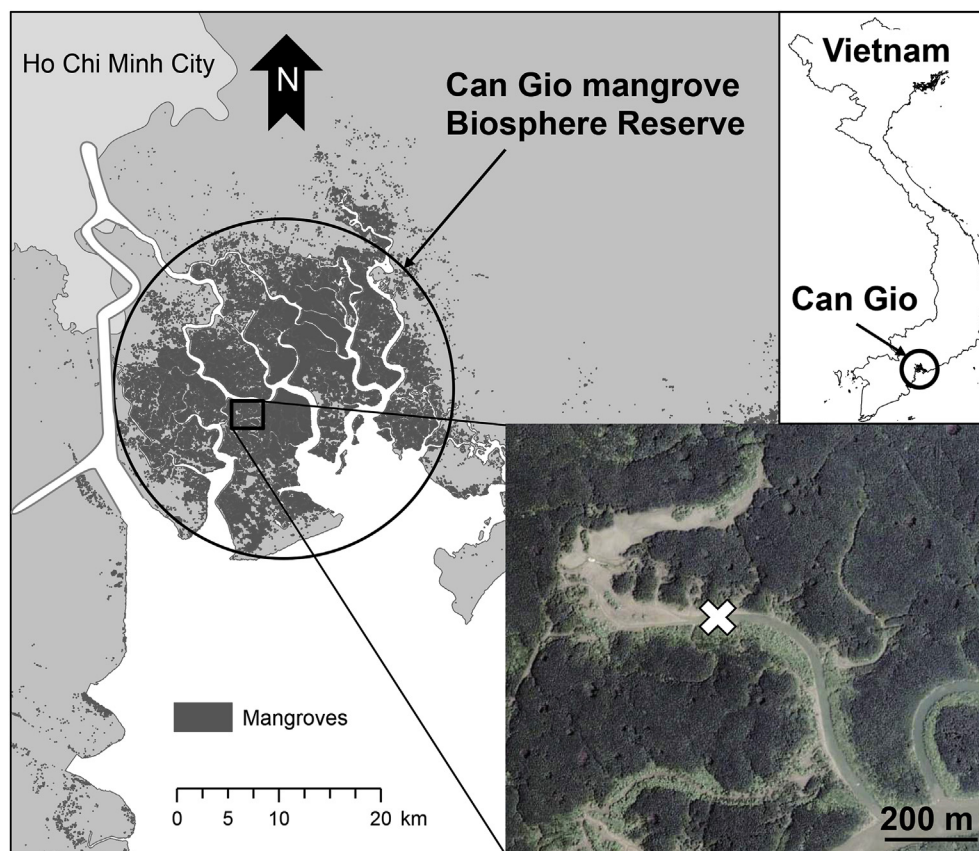 Ho Chi Minh City
N
Can Gio mangrove
Biosphere Reserve
Vietnam
Can Gio
Mangroves
0 5 10 20 km
200 m